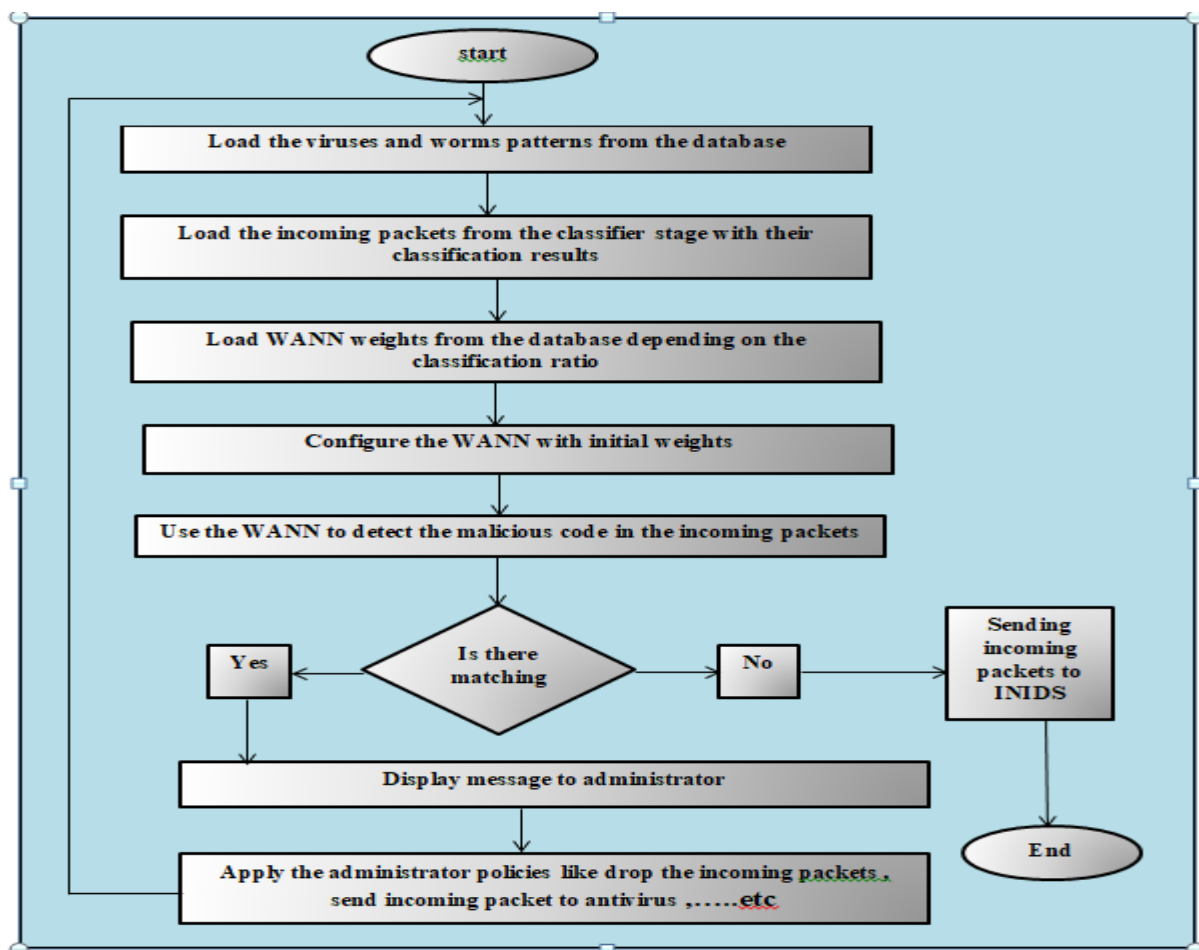 start
Load the viruses and worms patterns from the database
Load the incoming packets from the classifier stage with their
classification results
Load WANN weights from the database depending on the
classification ratio
Configure the WANN with initial weights
Use the WANN to detect the malicious code in the incoming packets
Is there
matching
Yes
No
Sending
incoming
packets to
INIDS
Display message to administrator
Apply the administrator policies like drop the incoming packets ,
send incoming packet to antivirus ,.....etc
End